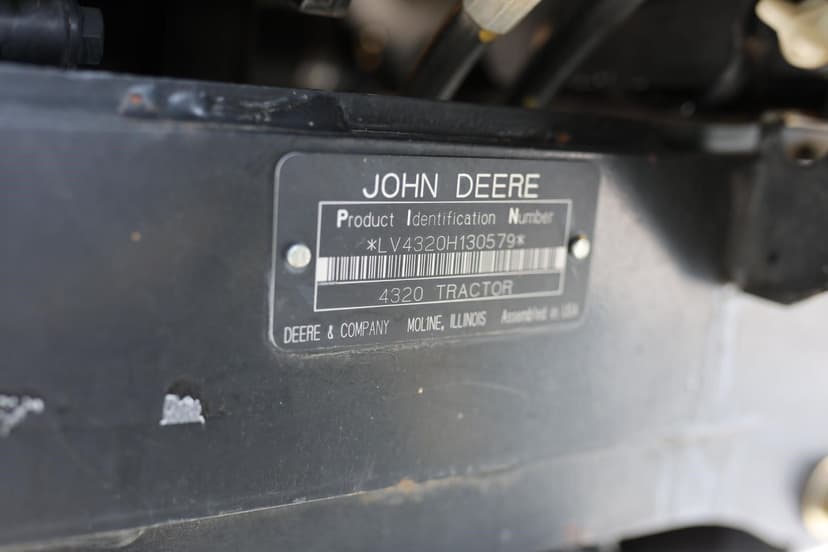 JOHN DEERE
Product Identification Number
*LV4320H130579*
4320 TRACTOR
DEERE & COMPANY MOLINE, ILLINOIS Assembled in USA